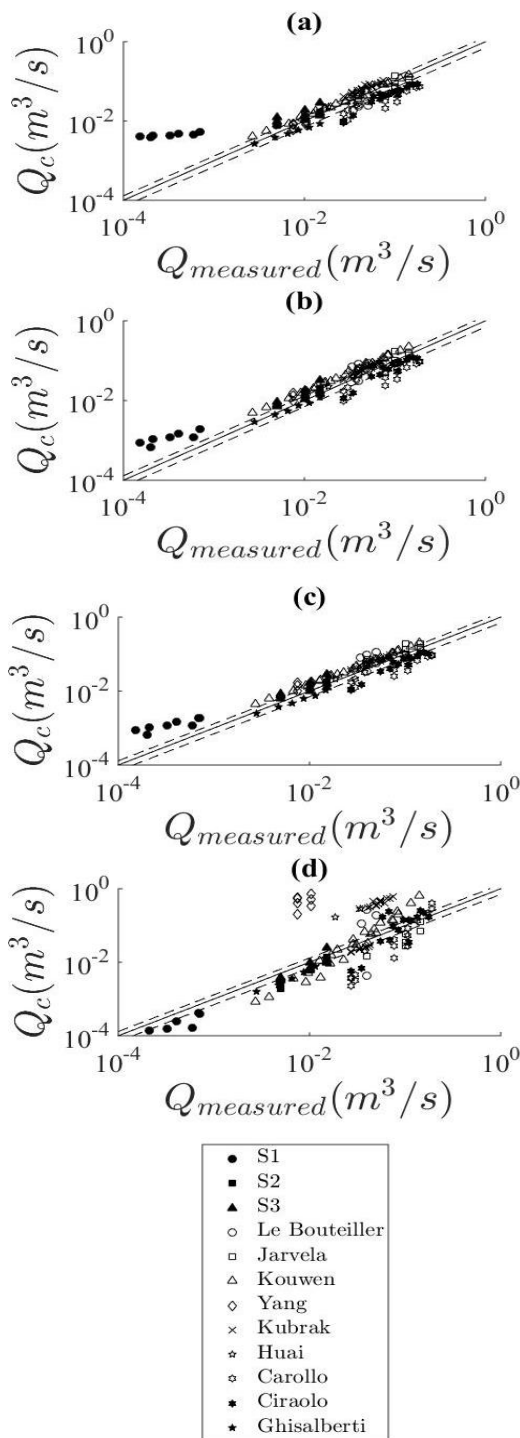 (a)
10^0
10^-2
10^-4
Q_c(m^3/s)
10^-4 10^-2 10^0
Q_measured(m^3/s)
(b)
10^0
10^-2
10^-4
Q_c(m^3/s)
10^-4 10^-2 10^0
Q_measured(m^3/s)
(c)
10^0
10^-2
10^-4
Q_c(m^3/s)
10^-4 10^-2 10^0
Q_measured(m^3/s)
(d)
10^0
10^-2
10^-4
Q_c(m^3/s)
10^-4 10^-2 10^0
Q_measured(m^3/s)
S1
S2
S3
Le Bouteiller
Jarvela
Kouwen
Yang
Kubrak
Huai
Carollo
Ciraolo
Ghisalberti